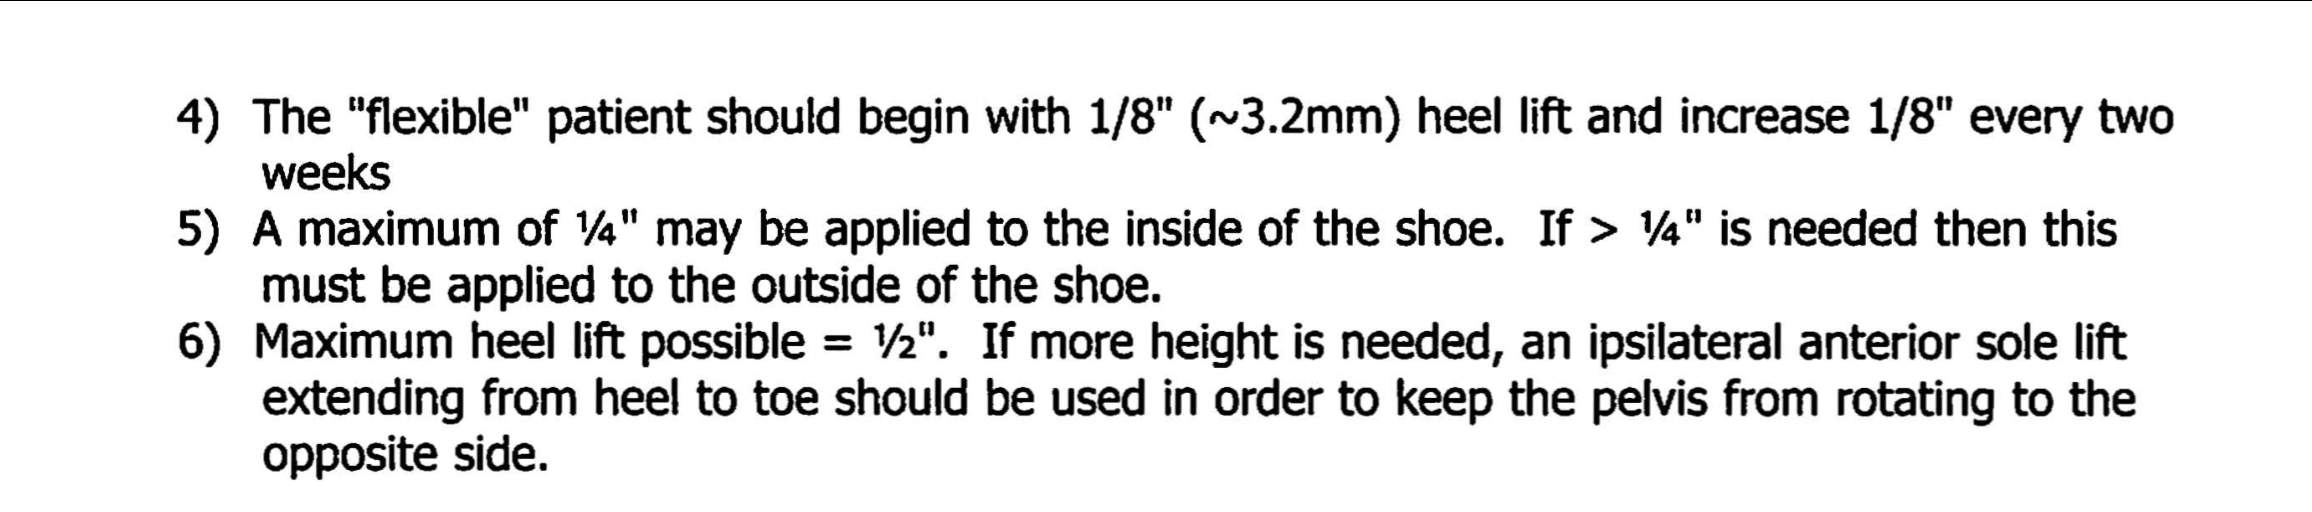 4) The "flexible" patient should begin with 1/8" (~3.2mm) heel lift and increase 1/8" every two
weeks
5) A maximum of ¼" may be applied to the inside of the shoe. If > ¼" is needed then this
must be applied to the outside of the shoe.
6) Maximum heel lift possible = ½". If more height is needed, an ipsilateral anterior sole lift
extending from heel to toe should be used in order to keep the pelvis from rotating to the
opposite side.